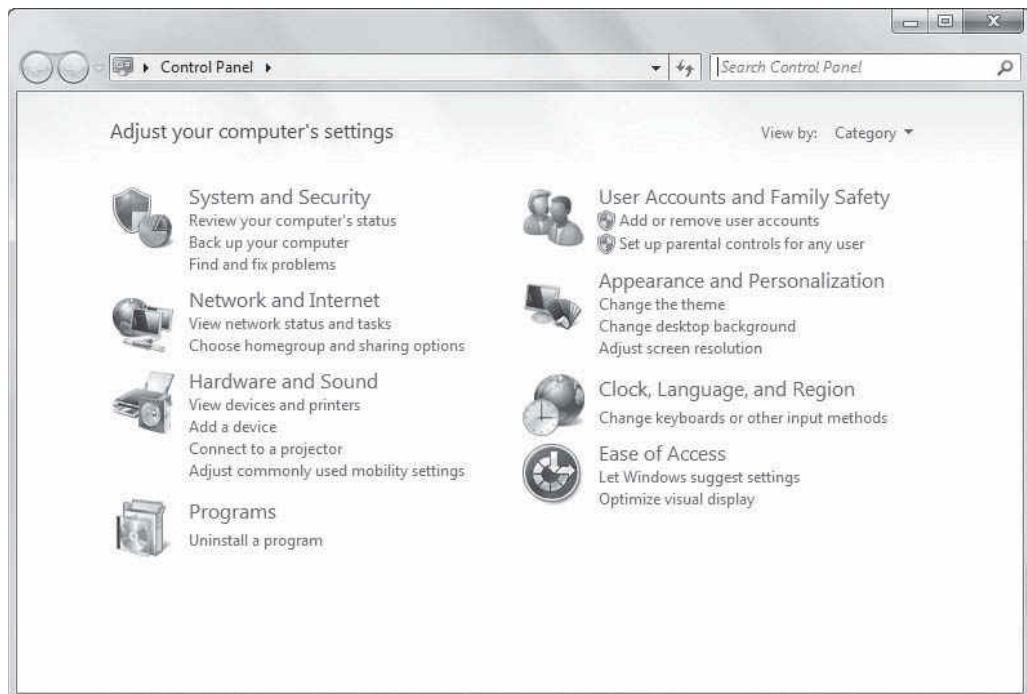 Control Panel
Search Control Panel
Adjust your computer's settings
View by: Category
System and Security
Review your computer's status
Back up your computer
Find and fix problems
Network and Internet
View network status and tasks
Choose homegroup and sharing options
Hardware and Sound
View devices and printers
Add a device
Connect to a projector
Adjust commonly used mobility settings
Programs
Uninstall a program
User Accounts and Family Safety
Add or remove user accounts
Set up parental controls for any user
Appearance and Personalization
Change the theme
Change desktop background
Adjust screen resolution
Clock, Language, and Region
Change keyboards or other input methods
Ease of Access
Let Windows suggest settings
Optimize visual display